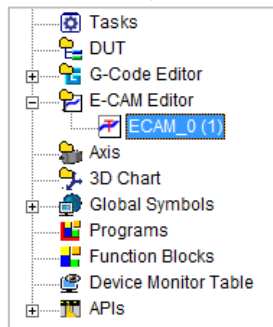 Tasks
DUT
G-Code Editor
E-CAM Editor
ECAM_0 (1)
Axis
3D Chart
Global Symbols
Programs
Function Blocks
Device Monitor Table
APIs